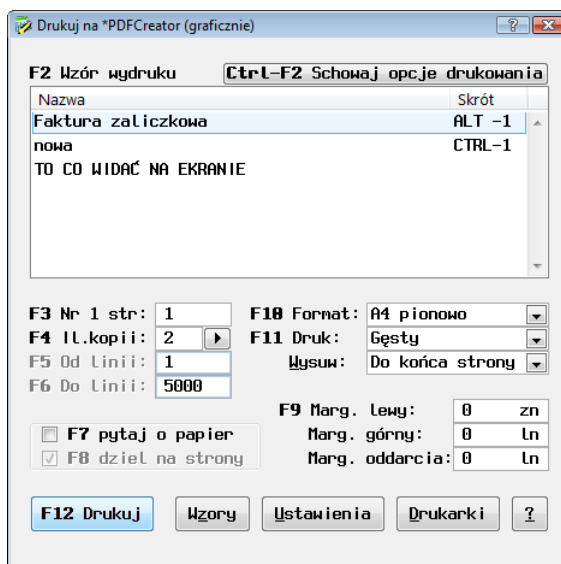 Drukuj na *PDFCreator (graficznie)
F2 Wzór wydruku Ctrl-F2 Schowaj opcje drukowania
Nazwa Skrót
Faktura zaliczkowa ALT -1
nowa CTRL-1
TO CO WIDAĆ NA EKRANIE
F3 Nr 1 str: 1 F10 Format: A4 pionowo
F4 Il.kopii: 2 F11 Druk: Gęsty
F5 Od linii: 1 Wysuw: Do końca strony
F6 Do linii: 5000
F9 Marg. lewy: 0 zn
F7 pytaj o papier Marg. górny: 0 ln
F8 dziel na strony Marg. oddarcia: 0 ln
F12 Drukuj Wzory Ustawienia Drukarki ?